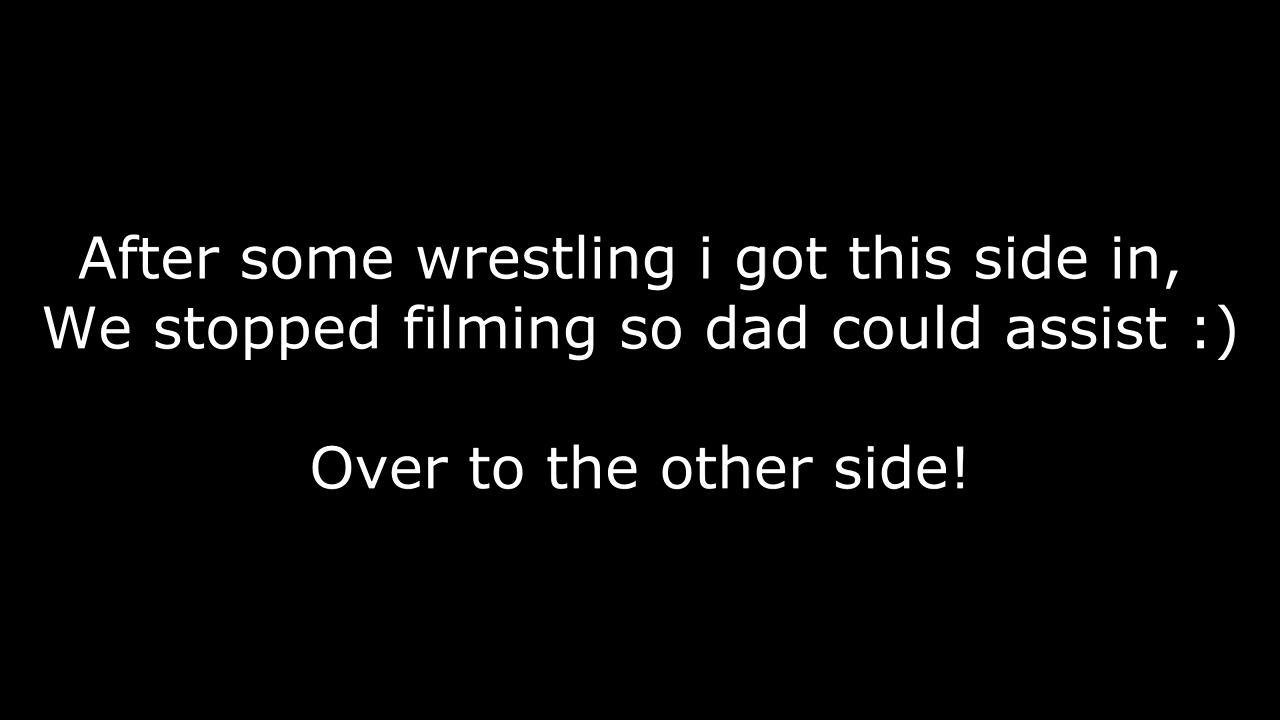 After some wrestling i got this side in,
We stopped filming so dad could assist :)
Over to the other side!